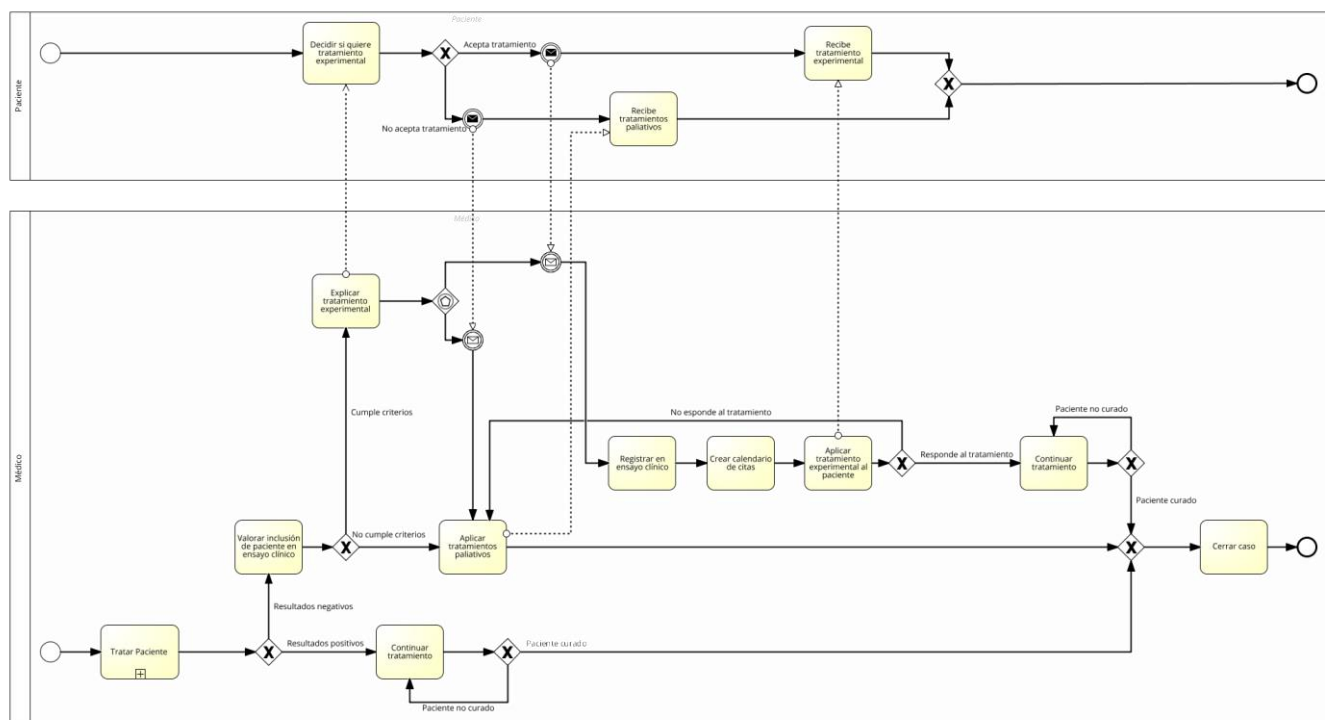 Paciente
Paciente
Decidir si quiere
tratamiento
experimental
Acepta tratamiento
Recibe
tratamiento
experimental
No acepta tratamiento
Recibe
tratamientos
paliativos
Médico
Médico
Explicar
tratamiento
experimental
Cumple criterios
No esponde al tratamiento
Paciente no curado
Registrar en
ensayo clínico
Crear calendario
de citas
Aplicar
tratamiento
experimental al
paciente
Responde al tratamiento
Continuar
tratamiento
Paciente curado
Valorar inclusión
de paciente en
ensayo clínico
No cumple criterios
Aplicar
tratamientos
paliativos
Cerrar caso
Resultados negativos
Tratar Paciente
Resultados positivos
Continuar
tratamiento
Paciente curado
Paciente no curado